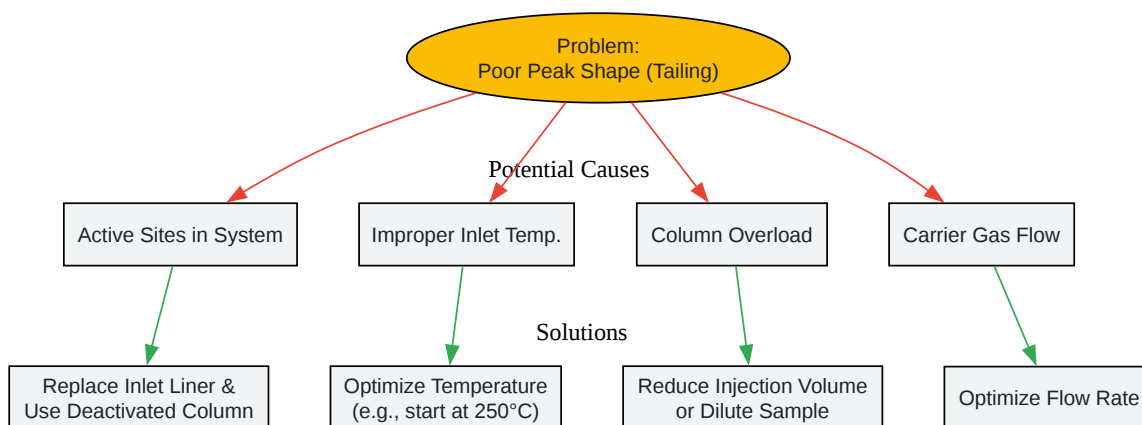 Problem:
Poor Peak Shape (Tailing)
Potential Causes
Active Sites in System
Improper Inlet Temp.
Column Overload
Carrier Gas Flow
Solutions
Replace Inlet Liner &
Use Deactivated Column
Optimize Temperature
(e.g., start at 250°C)
Reduce Injection Volume
or Dilute Sample
Optimize Flow Rate